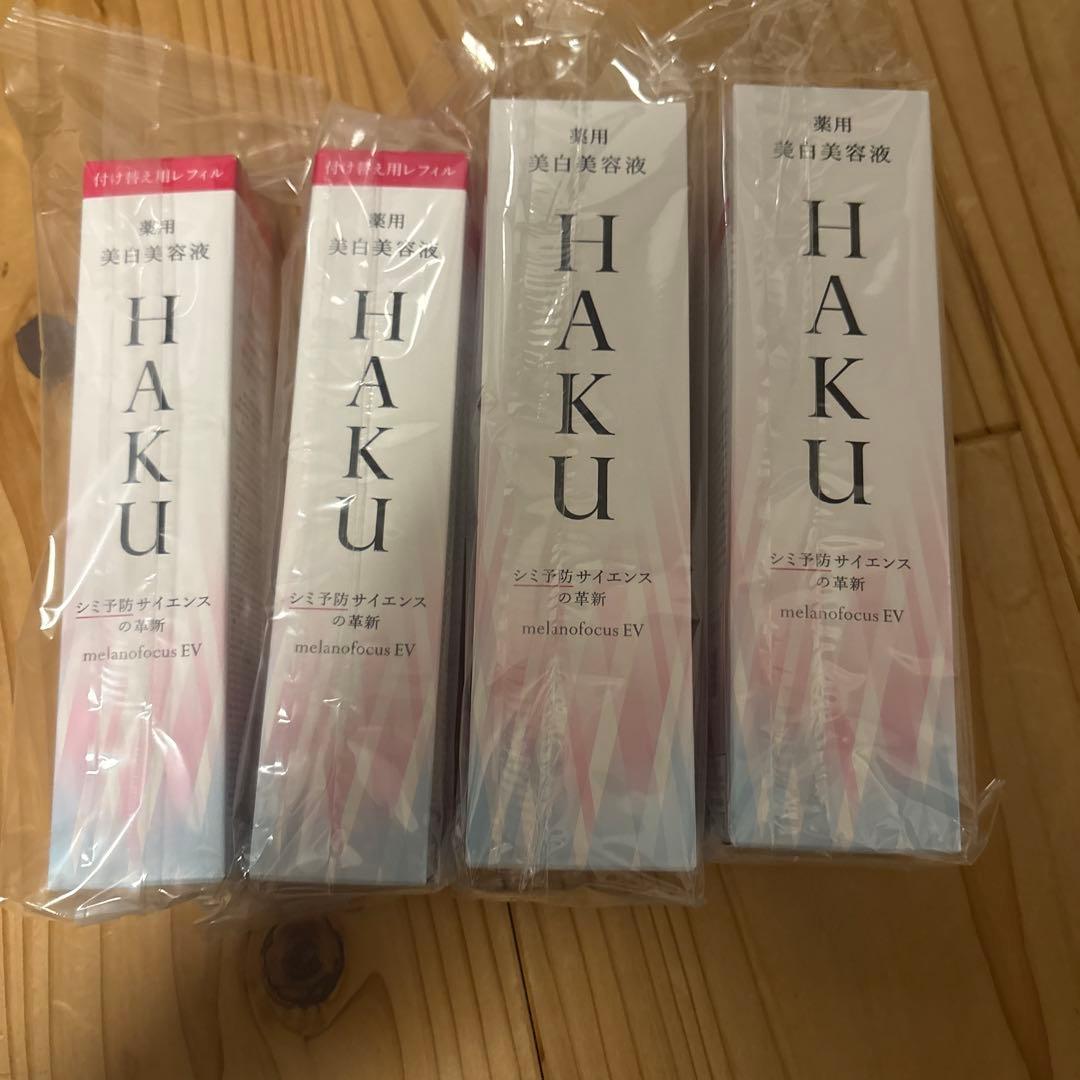 付け替え用レフィル
薬用
美白美容液
HAKU
シミ予防サイエンス
の革新
melanofocus EV
付け替え用レフィル
薬用
美白美容液
HAKU
シミ予防サイエンス
の革新
melanofocus EV
薬用
美白美容液
HAKU
シミ予防サイエンス
の革新
melanofocus EV
薬用
美白美容液
HAKU
シミ予防サイエンス
の革新
melanofocus EV